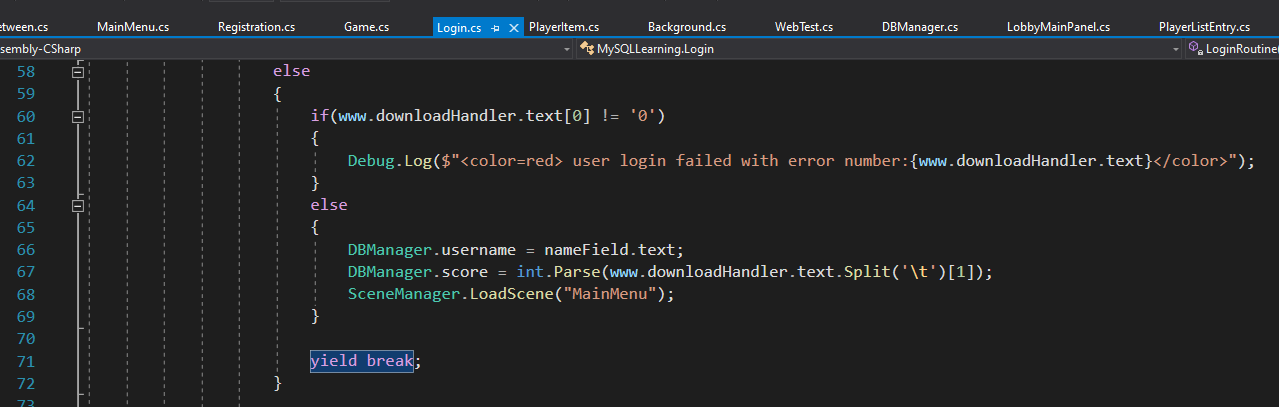 etween.cs MainMenu.cs Registration.cs Game.cs Login.cs PlayerItem.cs Background.cs WebTest.cs DBManager.cs LobbyMainPanel.cs PlayerListEntry.cs
sembly-CSharp MySQLLearning.Login LoginRoutine(
58 else
59 {
60 if(www.downloadHandler.text[0] != '0')
61 {
62 Debug.Log($"<color=red> user login failed with error number:{www.downloadHandler.text}</color>");
63 }
64 else
65 {
66 DBManager.username = nameField.text;
67 DBManager.score = int.Parse(www.downloadHandler.text.Split('\t')[1]);
68 SceneManager.LoadScene("MainMenu");
69 }
70
71 yield break;
72 }
73